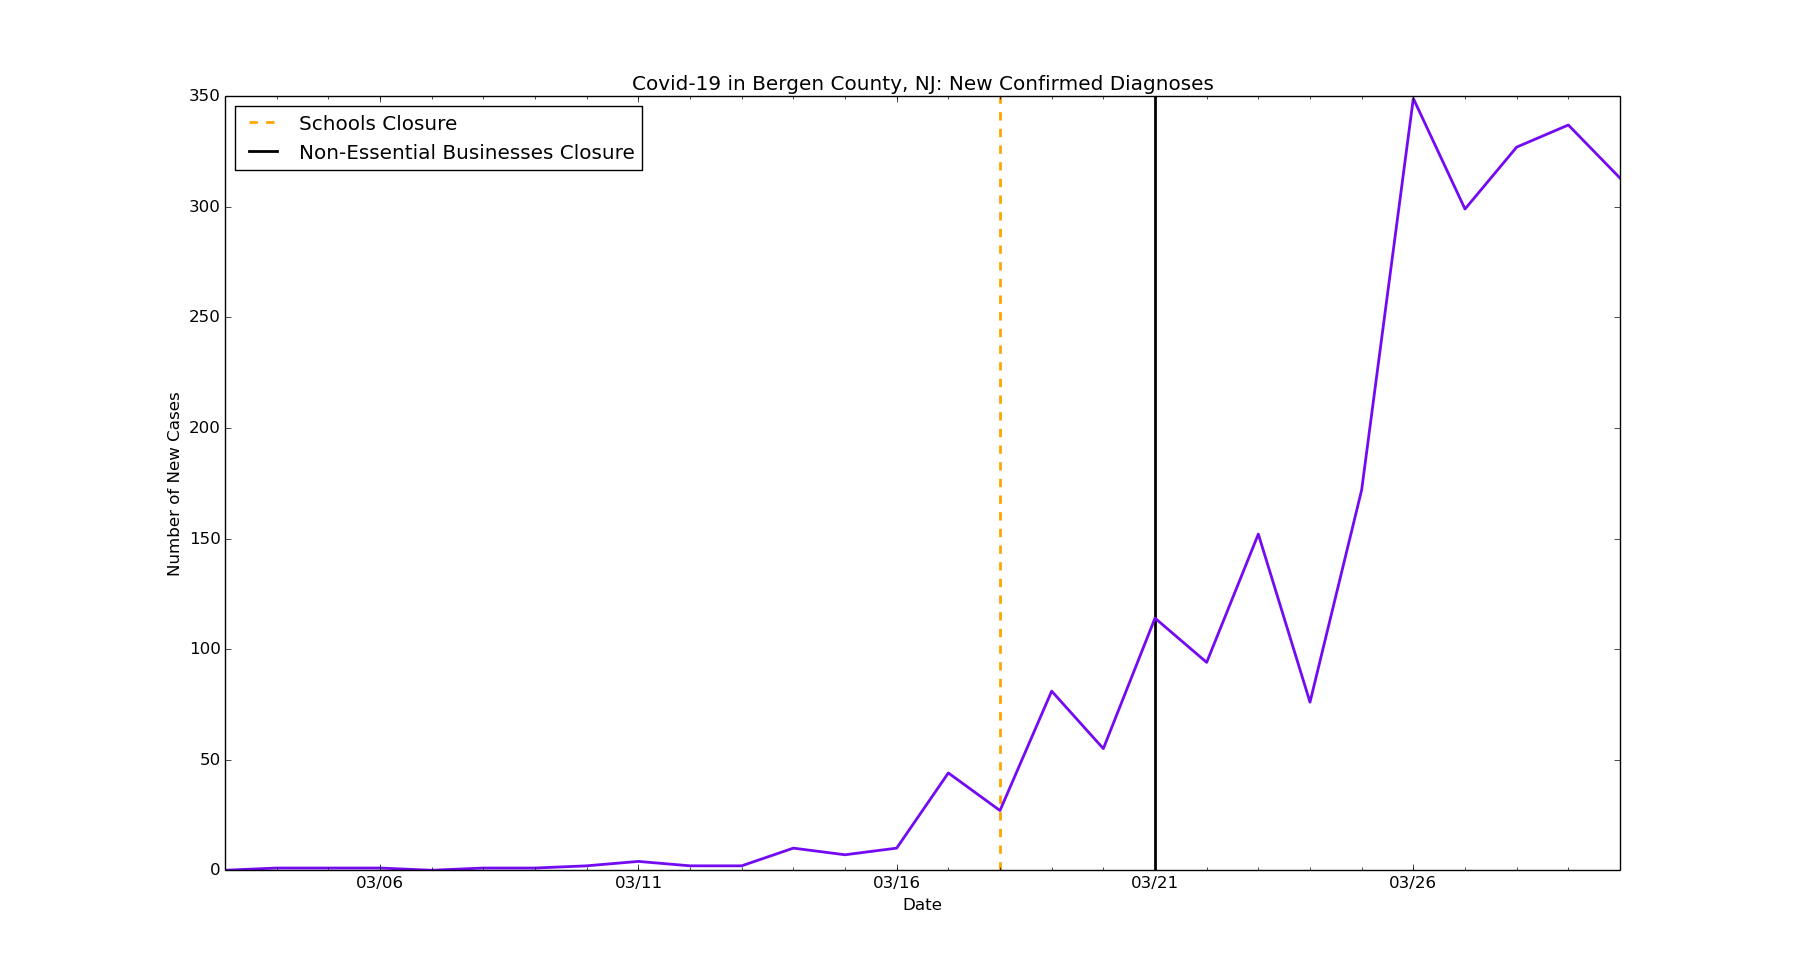 Covid-19 in Bergen County, NJ: New Confirmed Diagnoses
350
300
250
200
150
100
50
0
Schools Closure
Non-Essential Businesses Closure
Number of New Cases
03/06 03/11 03/16 03/21 03/26
Date